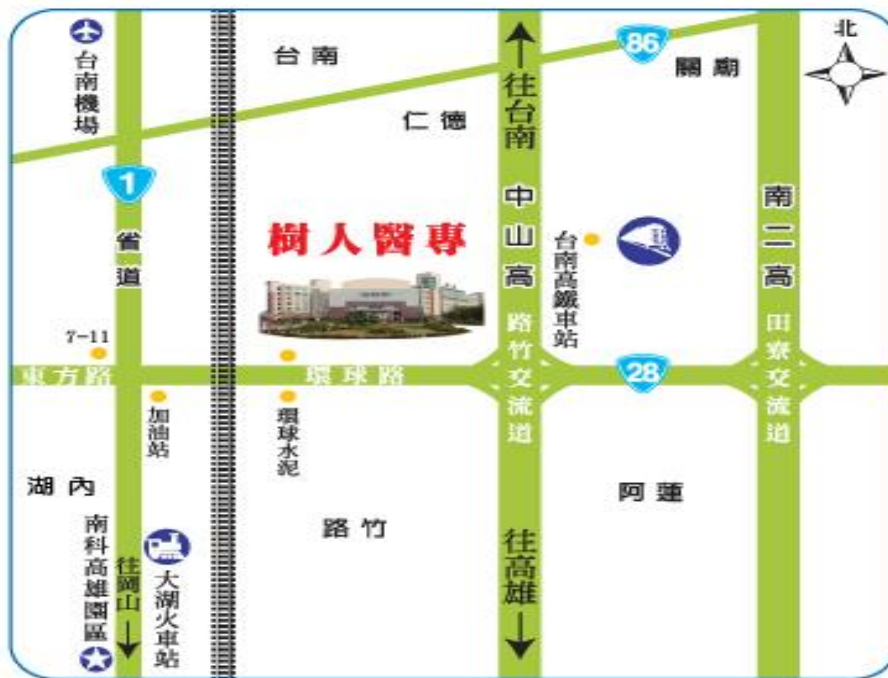 北
86
台南
關廟
台南機場
往台南
仁德
1
省道
樹人醫專
中山高
台南高鐵車站
南二高
7-11
東方路
環球路
路竹交流道
28
田寮交流道
加油站
環球水泥
湖內
阿蓮
路竹
南科高雄園區
往岡山
大湖火車站
往高雄